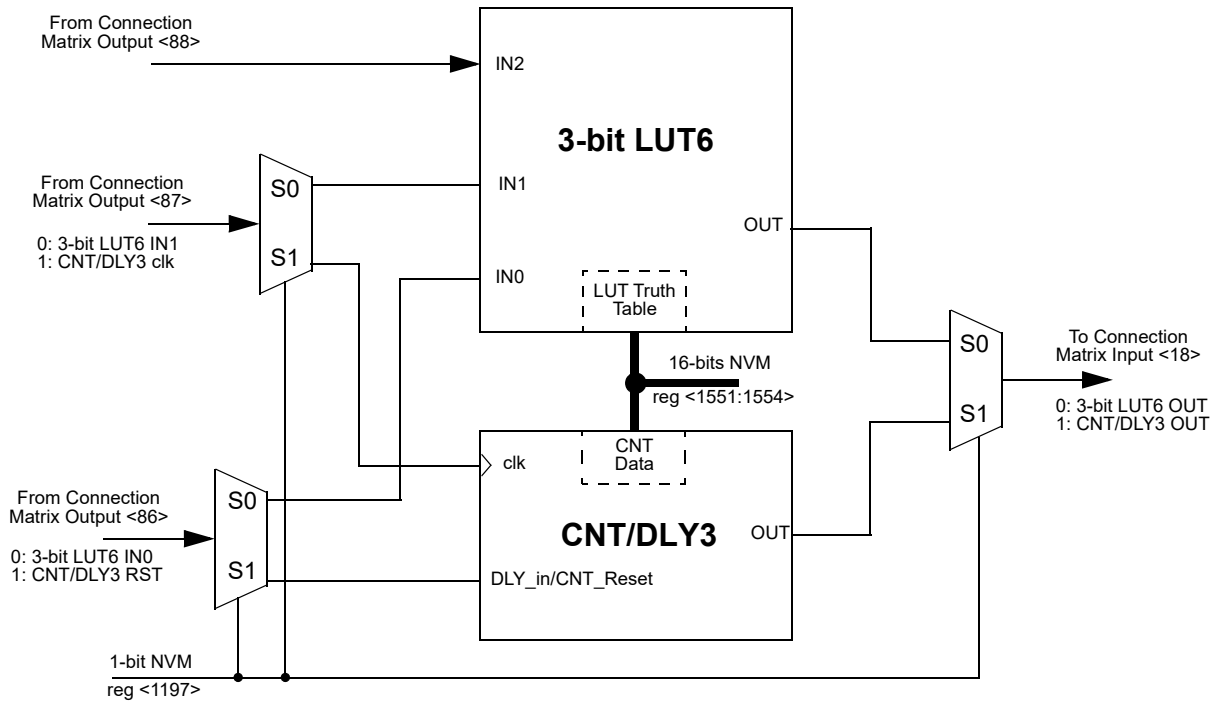 From Connection
Matrix Output <88>
IN2
3-bit LUT6
From Connection
Matrix Output <87>
S0
IN1
0: 3-bit LUT6 IN1
1: CNT/DLY3 clk
S1
OUT
IN0
LUT Truth
Table
S0
To Connection
Matrix Input <18>
16-bits NVM
reg <1551:1554>
0: 3-bit LUT6 OUT
1: CNT/DLY3 OUT
S1
CNT
Data
clk
From Connection
Matrix Output <86>
S0
CNT/DLY3
OUT
0: 3-bit LUT6 IN0
1: CNT/DLY3 RST
S1
DLY_in/CNT_Reset
1-bit NVM
reg <1197>